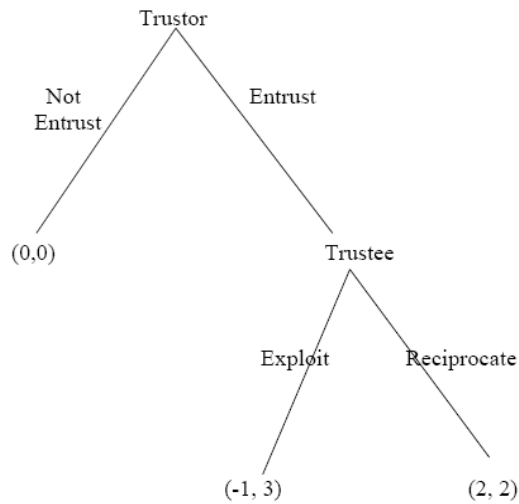 Trustor
Not
Entrust
Entrust
(0,0)
Trustee
Exploit
Reciprocate
(-1, 3)
(2, 2)